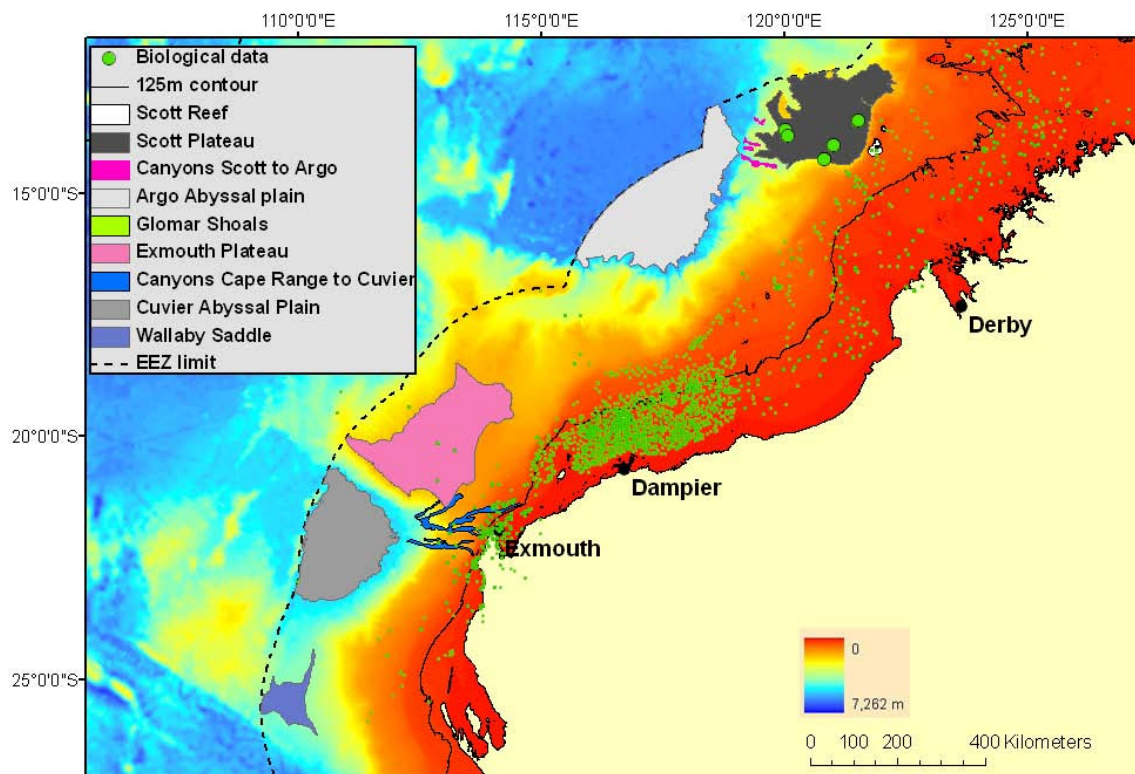 110°0'0"E 115°0'0"E 120°0'0"E 125°0'0"E
Biological data
125m contour
Scott Reef
Scott Plateau
Canyons Scott to Argo
Argo Abyssal plain
Glomar Shoals
Exmouth Plateau
Canyons Cape Range to Cuvier
Cuvier Abyssal Plain
Wallaby Saddle
EEZ limit
15°0'0"S
20°0'0"S
25°0'0"S
Derby
Dampier
Exmouth
0
7,262 m
0 100 200 400 Kilometers